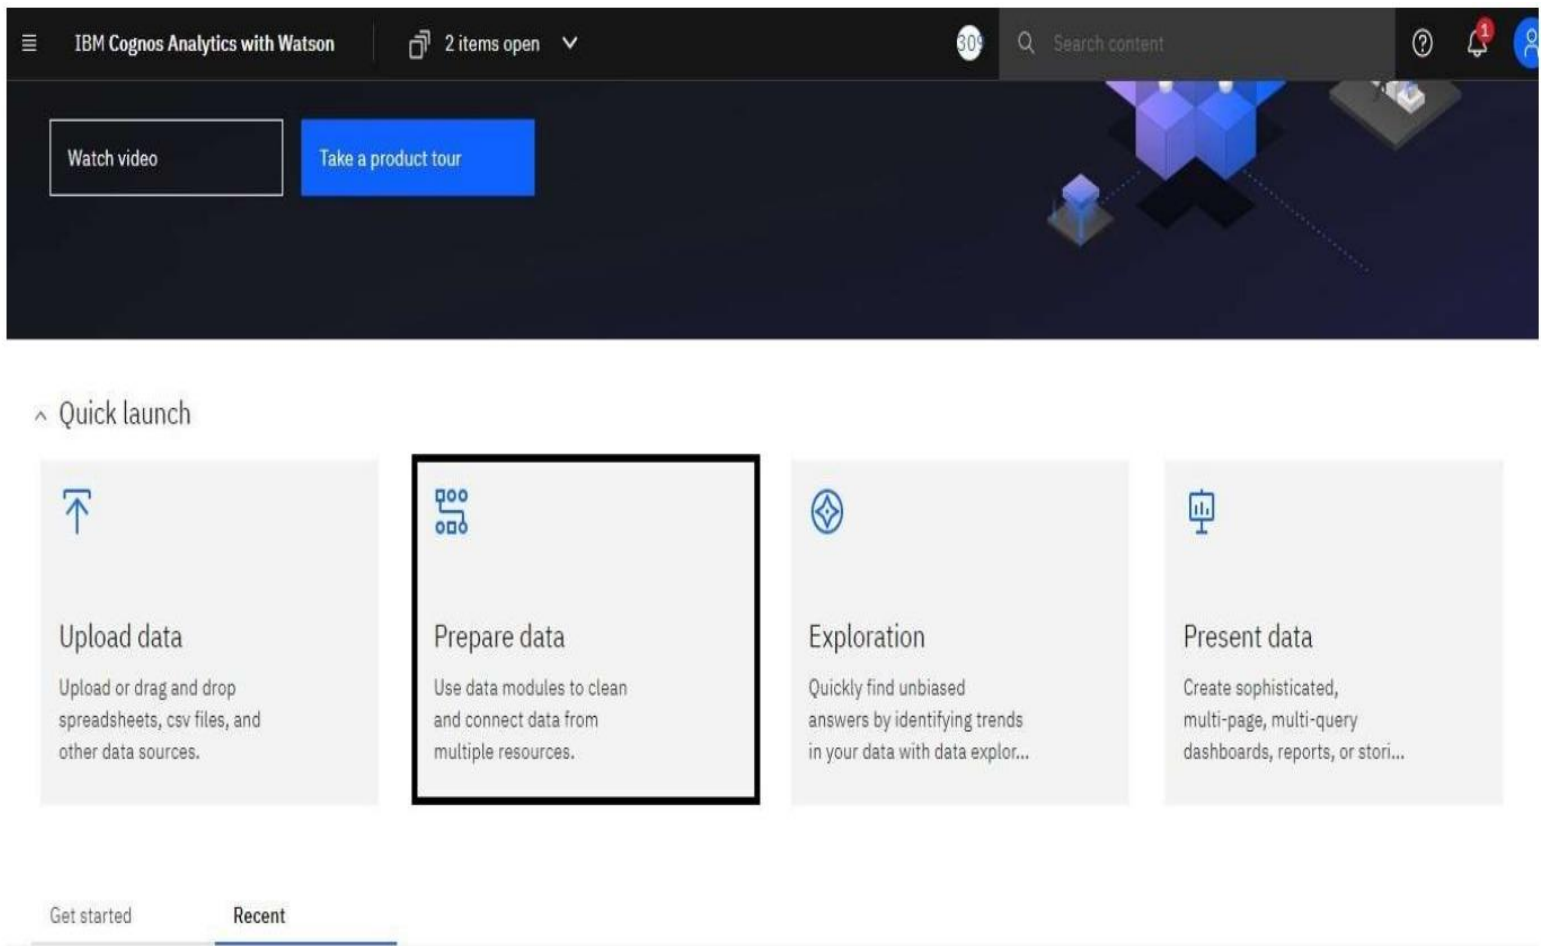 IBM Cognos Analytics with Watson
2 items open
309
Search content
1
Watch video
Take a product tour
Quick launch
Upload data
Upload or drag and drop
spreadsheets, csv files, and
other data sources.
Prepare data
Use data modules to clean
and connect data from
multiple resources.
Exploration
Quickly find unbiased
answers by identifying trends
in your data with data explor...
Present data
Create sophisticated,
multi-page, multi-query
dashboards, reports, or stori...
Get started
Recent